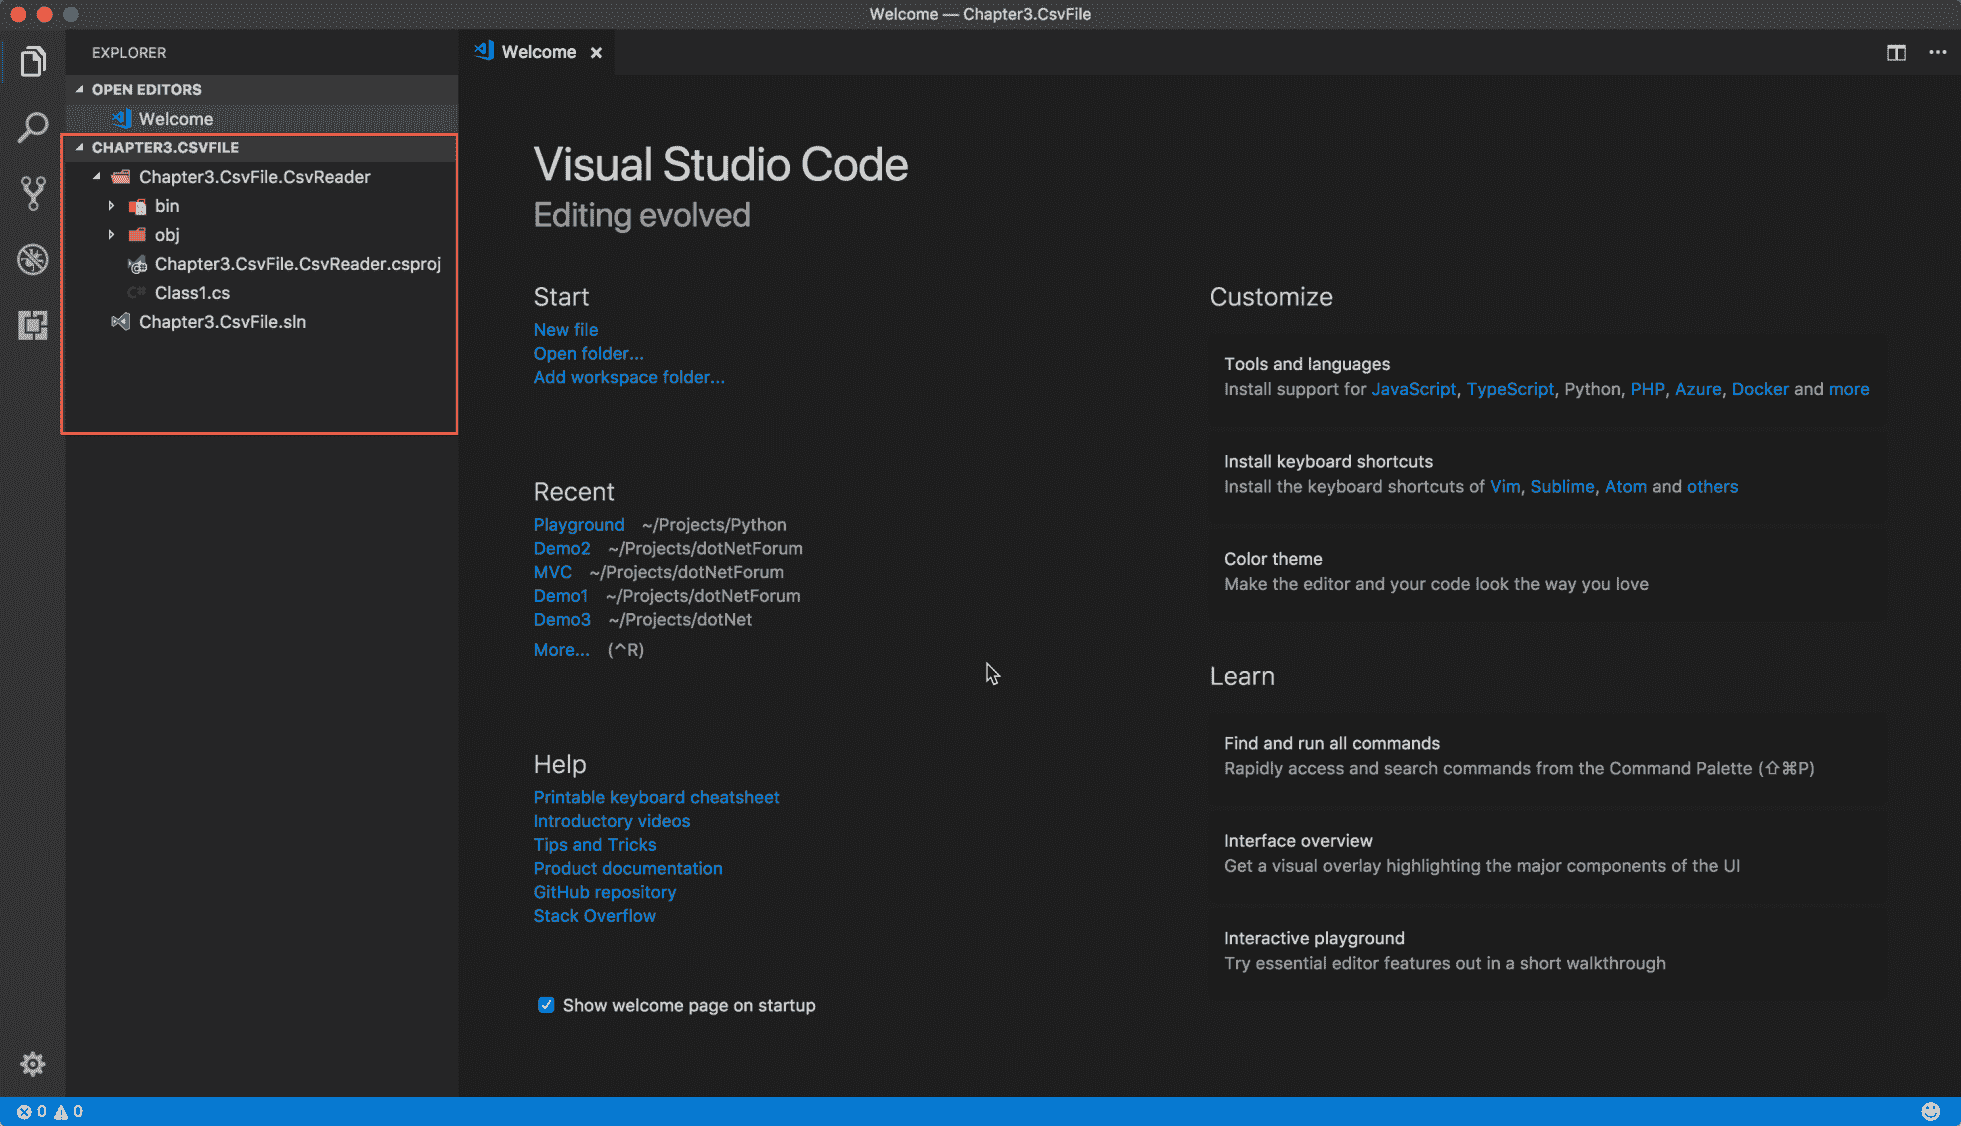 Welcome — Chapter3.CsvFile
EXPLORER
OPEN EDITORS
Welcome
CHAPTER3.CSVFILE
Chapter3.CsvFile.CsvReader
bin
obj
Chapter3.CsvFile.CsvReader.csproj
C# Class1.cs
Chapter3.CsvFile.sln
Welcome ×
Visual Studio Code
Editing evolved
Start
New file
Open folder...
Add workspace folder...
Recent
Playground ~/Projects/Python
Demo2 ~/Projects/dotNetForum
MVC ~/Projects/dotNetForum
Demo1 ~/Projects/dotNetForum
Demo3 ~/Projects/dotNet
More... (^R)
Help
Printable keyboard cheatsheet
Introductory videos
Tips and Tricks
Product documentation
GitHub repository
Stack Overflow
Show welcome page on startup
Customize
Tools and languages
Install support for JavaScript, TypeScript, Python, PHP, Azure, Docker and more
Install keyboard shortcuts
Install the keyboard shortcuts of Vim, Sublime, Atom and others
Color theme
Make the editor and your code look the way you love
Learn
Find and run all commands
Rapidly access and search commands from the Command Palette (⇧⌘P)
Interface overview
Get a visual overlay highlighting the major components of the UI
Interactive playground
Try essential editor features out in a short walkthrough
0 0